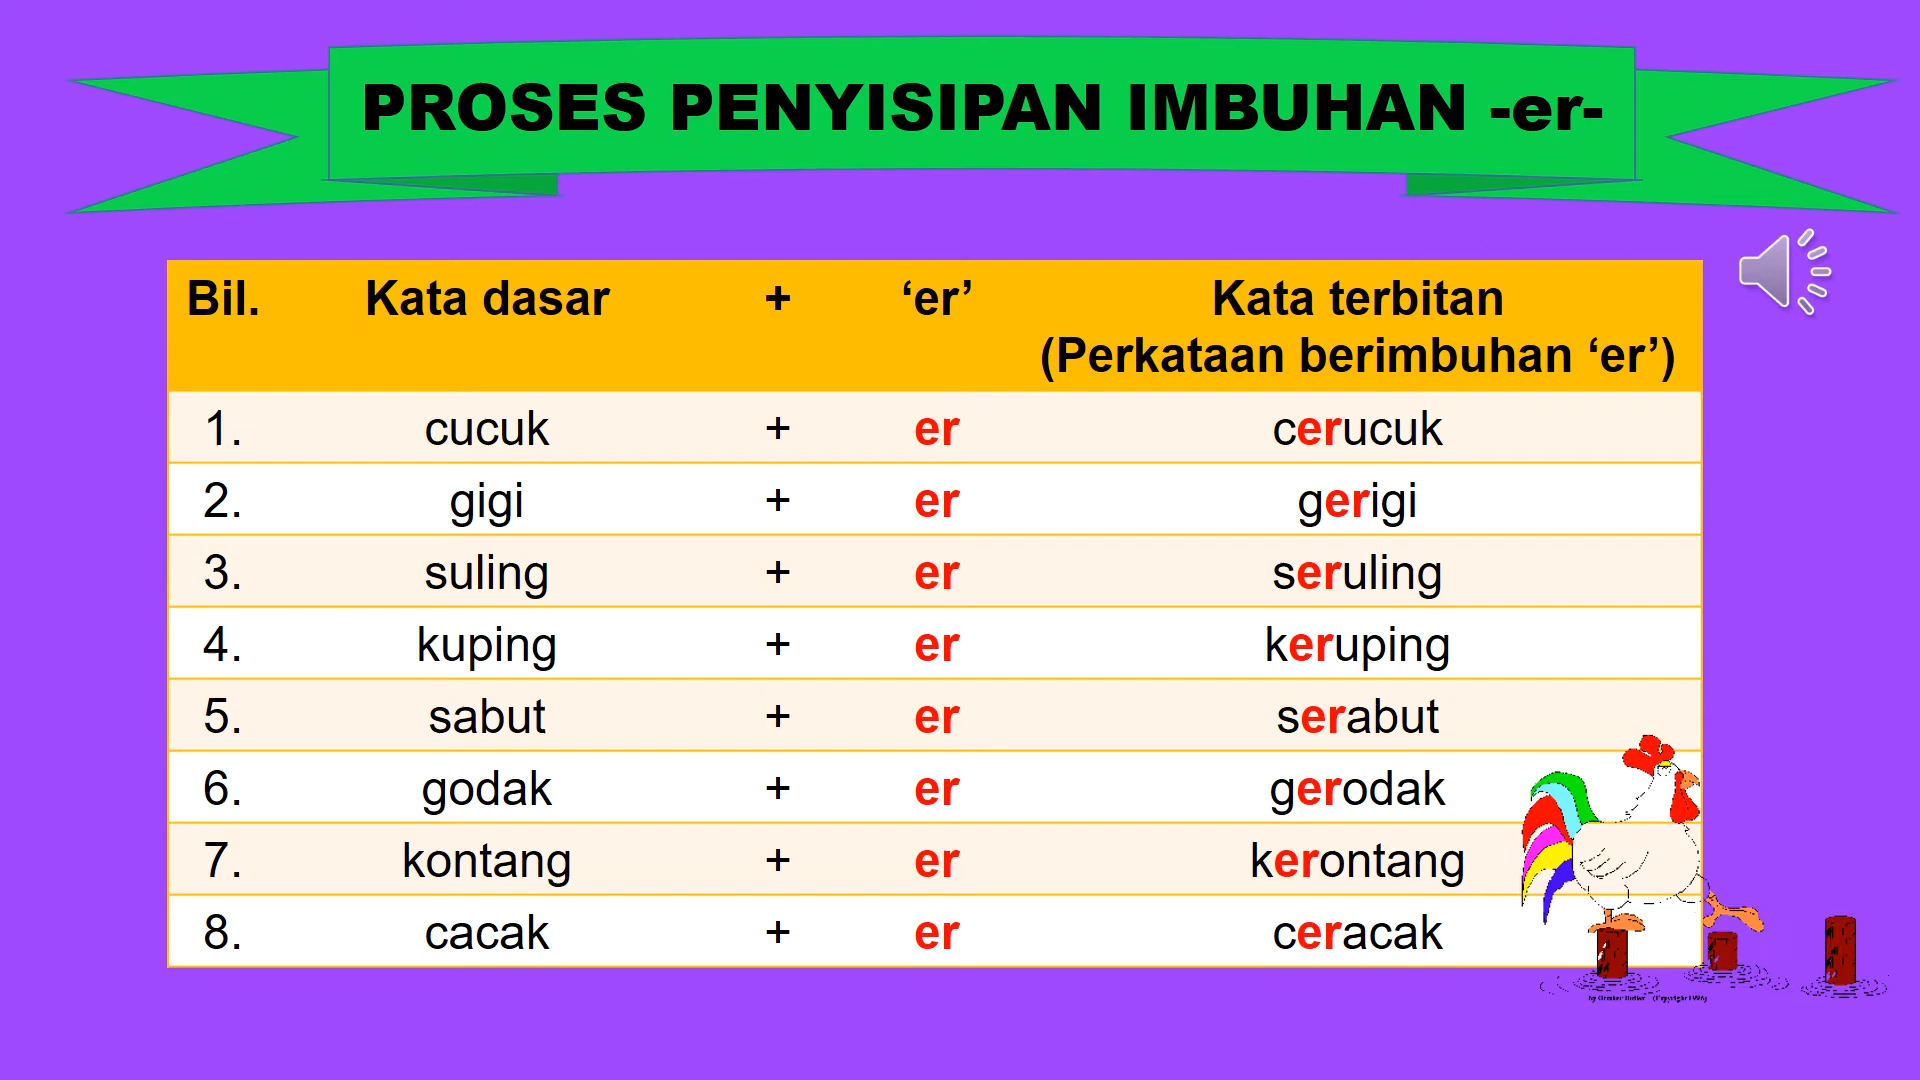 PROSES PENYISIPAN IMBUHAN -er-
Bil. Kata dasar + ‘er’ Kata terbitan
(Perkataan berimbuhan ‘er’)
1. cucuk + er cerucuk
2. gigi + er gerigi
3. suling + er seruling
4. kuping + er keruping
5. sabut + er serabut
6. godak + er gerodak
7. kontang + er kerontang
8. cacak + er ceracak